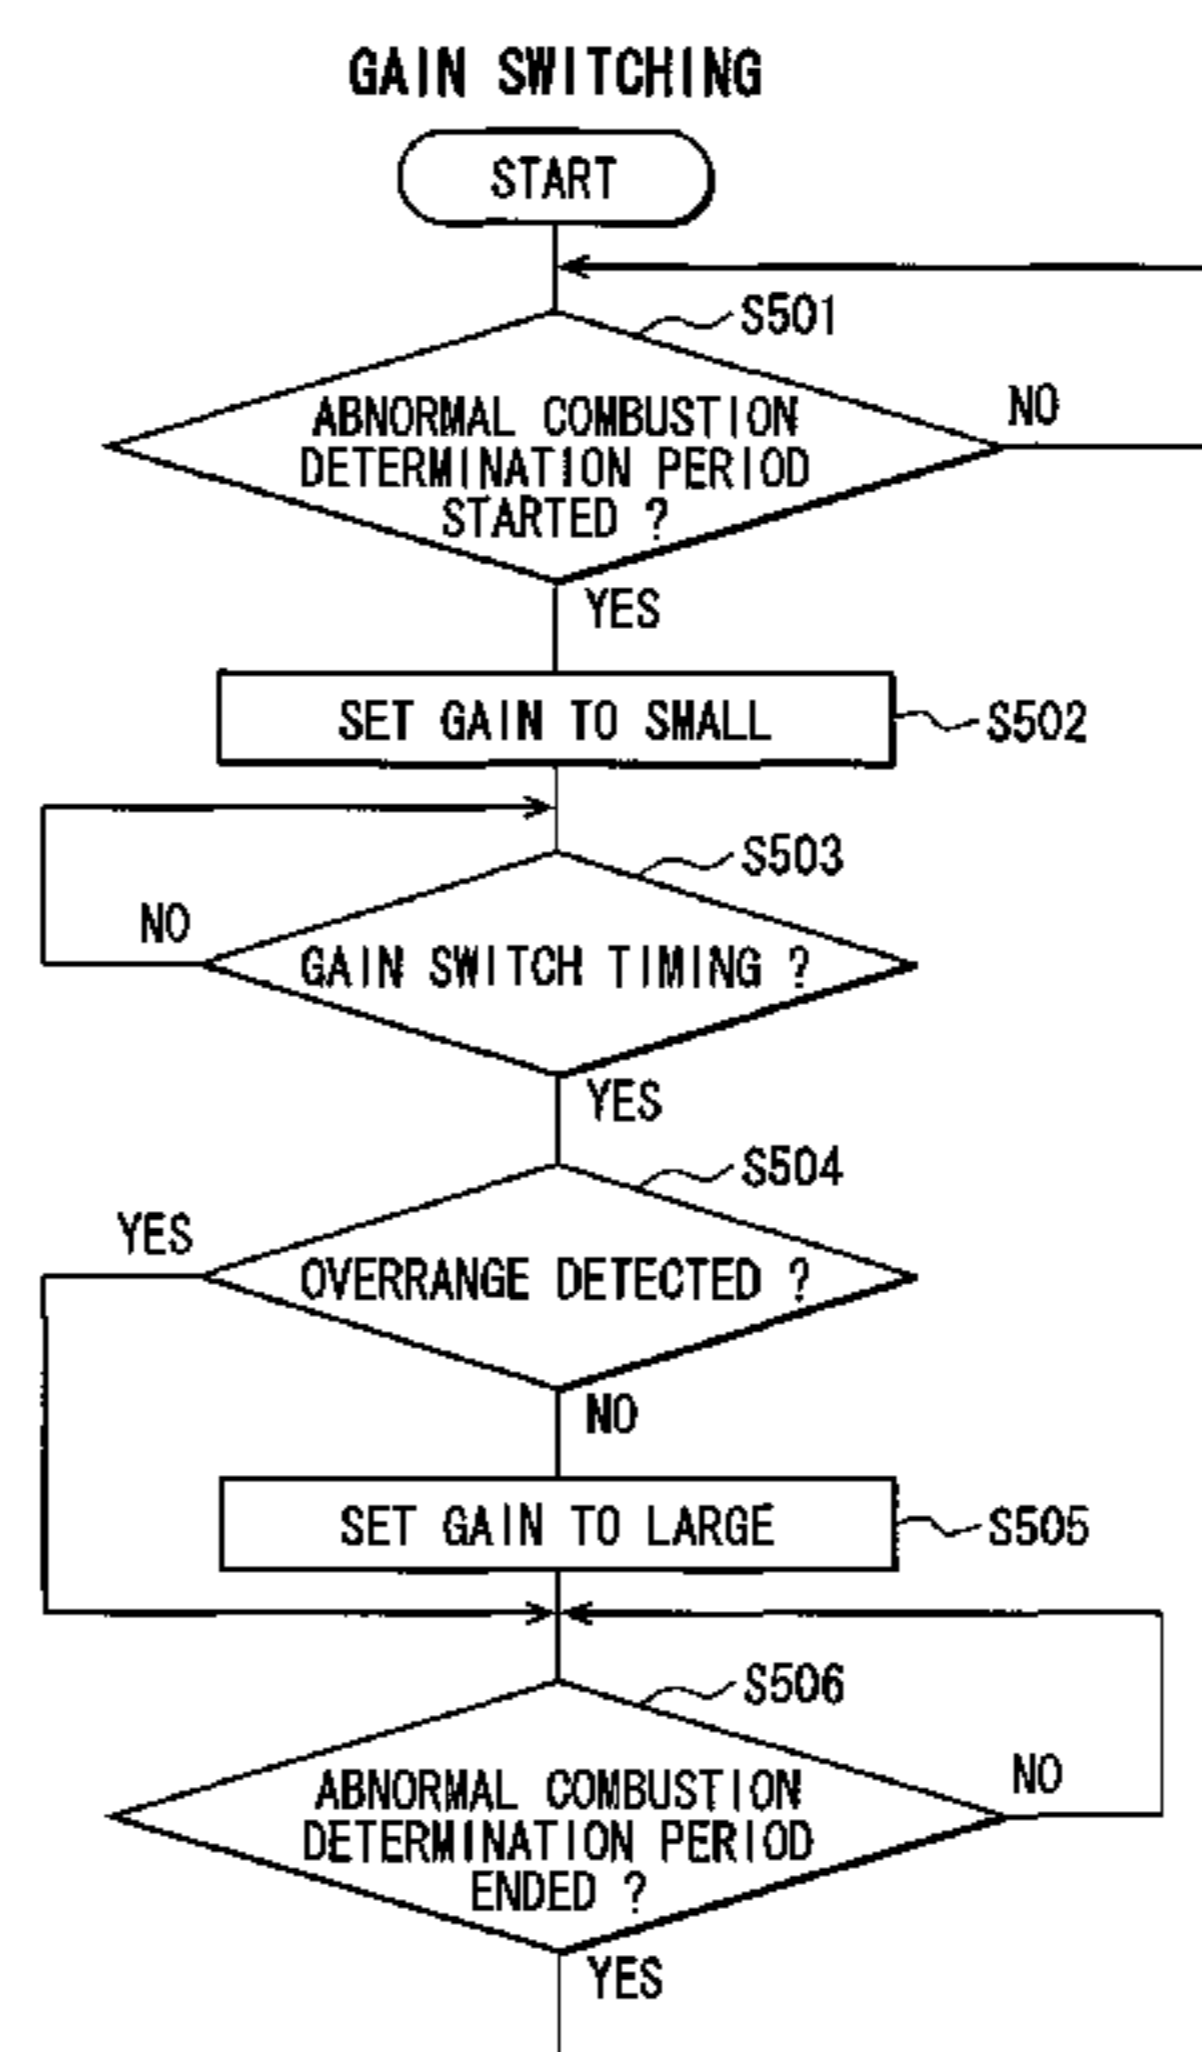 GAIN SWITCHING
START
S501
ABNORMAL COMBUSTION
DETERMINATION PERIOD
STARTED ?
NO
YES
SET GAIN TO SMALL
S502
S503
NO
GAIN SWITCH TIMING ?
YES
S504
YES
OVERRANGE DETECTED ?
NO
SET GAIN TO LARGE
S505
S506
ABNORMAL COMBUSTION
DETERMINATION PERIOD
ENDED ?
NO
YES